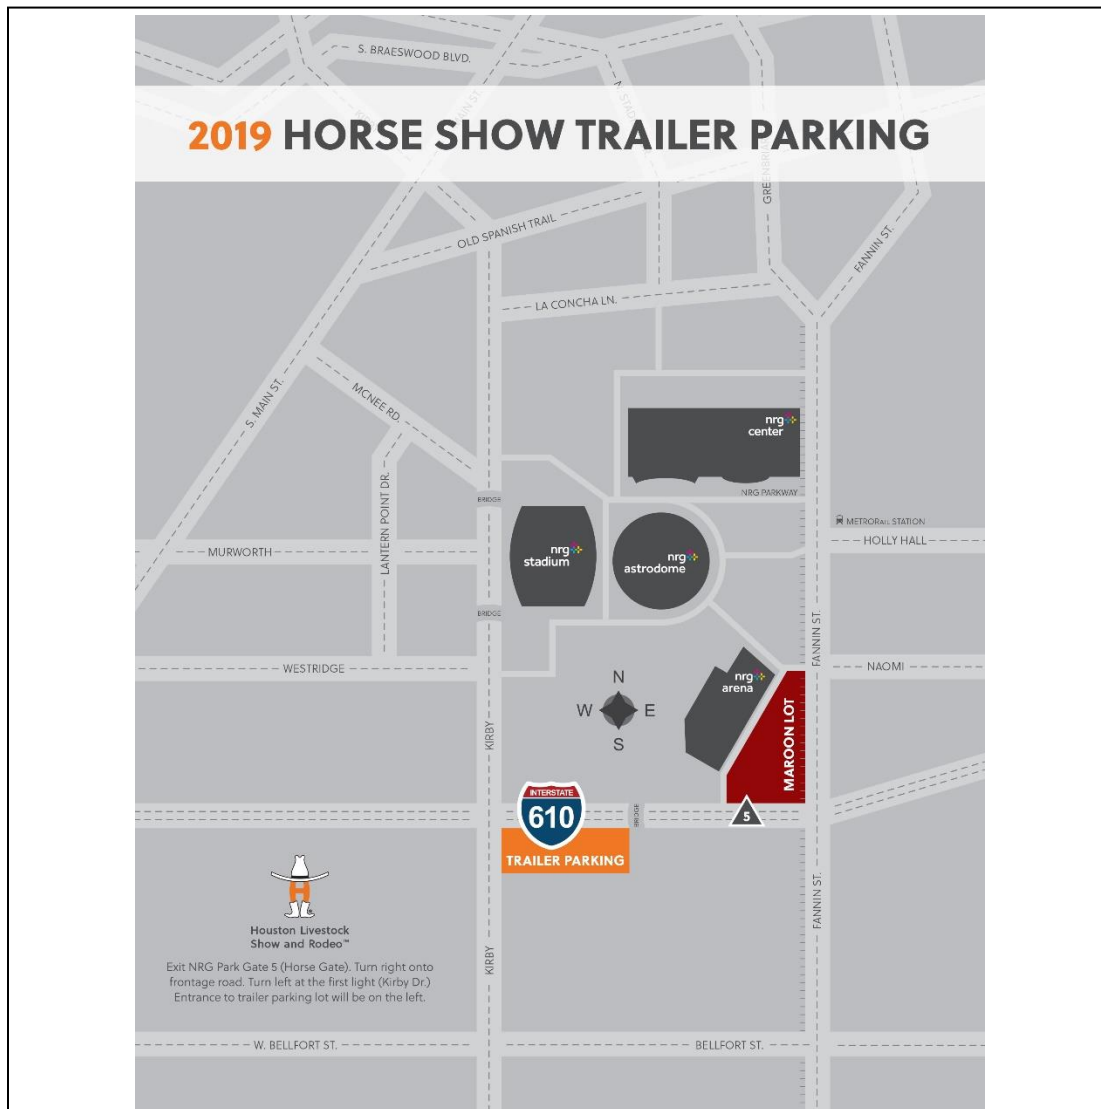 S. BRAESWOOD BLVD.
2019 HORSE SHOW TRAILER PARKING
OLD SPANISH TRAIL
FANNIN ST.
LA CONCHA LN.
S. MAIN ST.
MCNEE RD.
nrg
center
NRG PARKWAY
BRIDGE
LANTERN POINT DR.
METRORAIL STATION
HOLLY HALL
MURWORTH
nrg
stadium
nrg
astrodome
BRIDGE
FANNIN ST.
WESTRIDGE
NAOMI
nrg
arena
N
W E
S
KIRBY
MAROON LOT
INTERSTATE
610
BRIDGE
5
TRAILER PARKING
H
Houston Livestock
Show and Rodeo™
Exit NRG Park Gate 5 (Horse Gate). Turn right onto
frontage road. Turn left at the first light (Kirby Dr.)
Entrance to trailer parking lot will be on the left.
KIRBY
FANNIN ST.
W. BELLFORT ST.
BELLFORT ST.